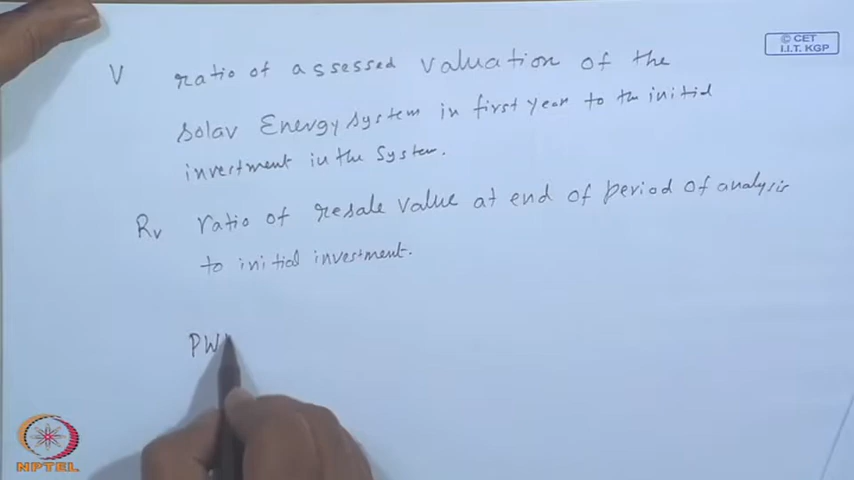 © CET
I.I.T. KGP
V ratio of assessed valuation of the
solar Energy system in first year to the initial
investment in the System.
Rv ratio of resale value at end of period of analysis
to initial investment.
PW
NPTEL